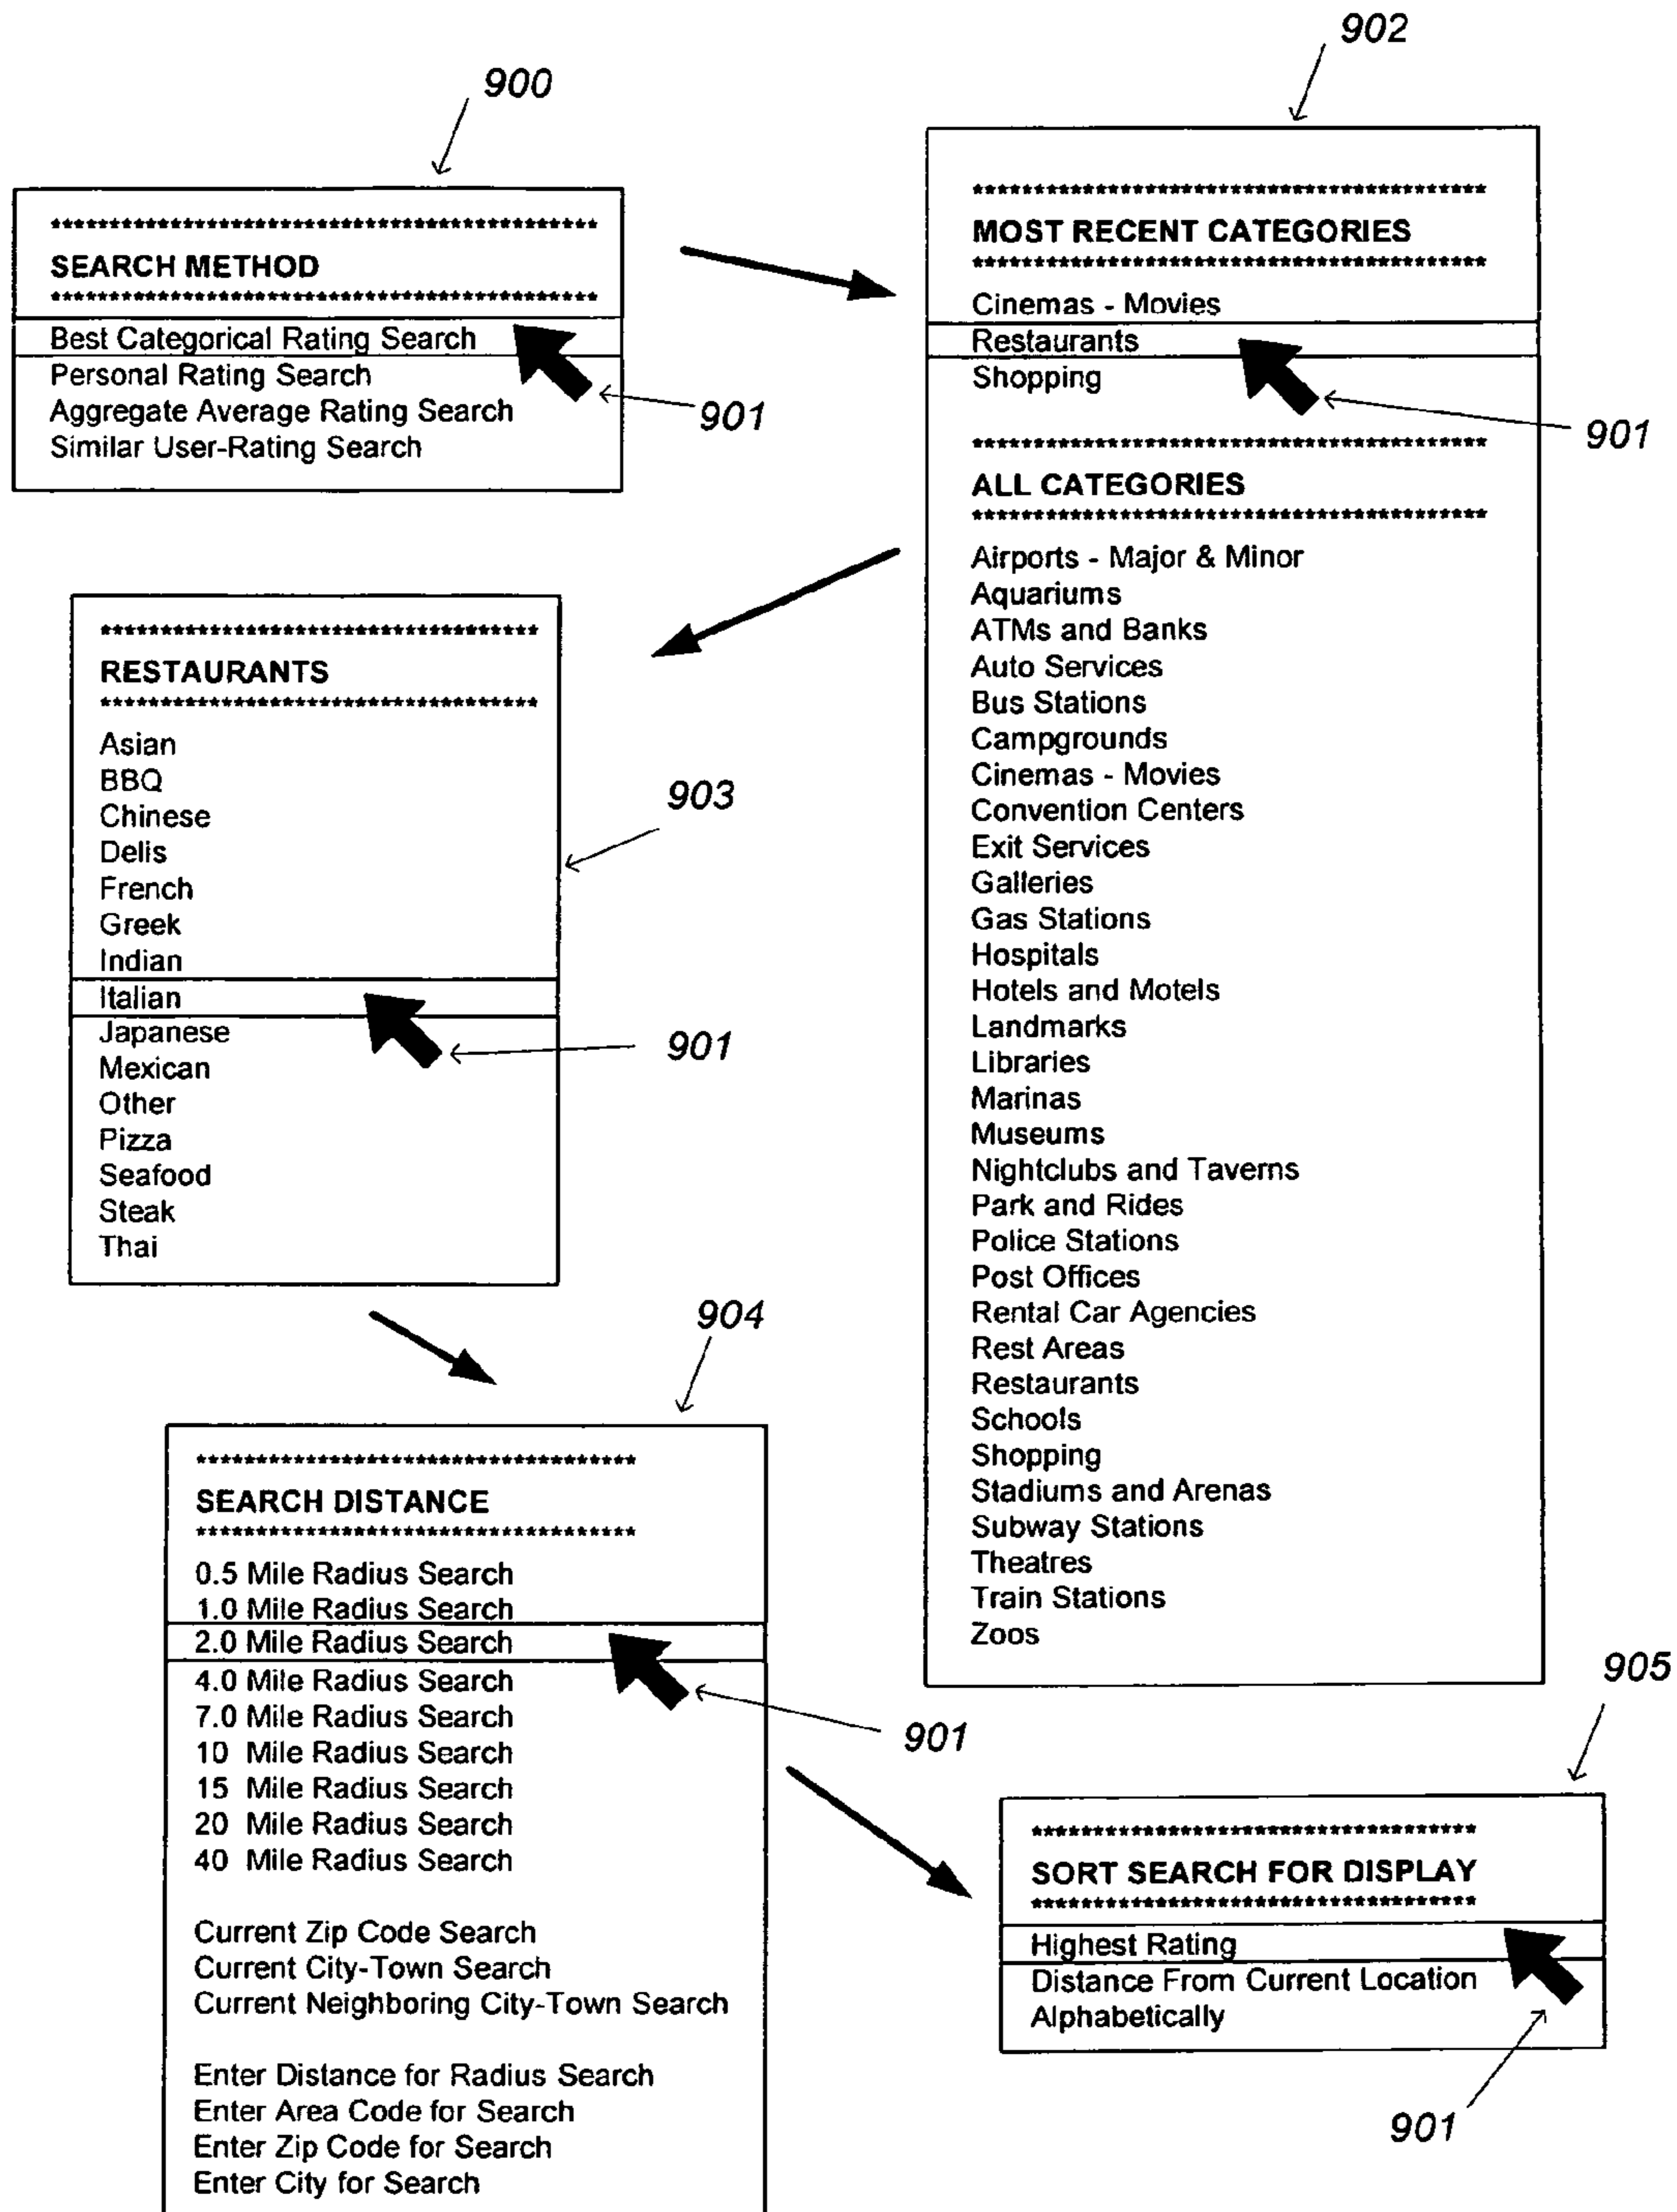 900
*********************************************
SEARCH METHOD
*********************************************
Best Categorical Rating Search
Personal Rating Search
Aggregate Average Rating Search
Similar User-Rating Search
901
902
******************************************
MOST RECENT CATEGORIES
******************************************
Cinemas - Movies
Restaurants
Shopping
901
******************************************
ALL CATEGORIES
******************************************
Airports - Major & Minor
Aquariums
ATMs and Banks
Auto Services
Bus Stations
Campgrounds
Cinemas - Movies
Convention Centers
Exit Services
Galleries
Gas Stations
Hospitals
Hotels and Motels
Landmarks
Libraries
Marinas
Museums
Nightclubs and Taverns
Park and Rides
Police Stations
Post Offices
Rental Car Agencies
Rest Areas
Restaurants
Schools
Shopping
Stadiums and Arenas
Subway Stations
Theatres
Train Stations
Zoos
************************************
RESTAURANTS
************************************
Asian
BBQ
Chinese
Delis
French
Greek
Indian
Italian
Japanese
Mexican
Other
Pizza
Seafood
Steak
Thai
903
901
904
************************************
SEARCH DISTANCE
************************************
0.5 Mile Radius Search
1.0 Mile Radius Search
2.0 Mile Radius Search
4.0 Mile Radius Search
7.0 Mile Radius Search
10 Mile Radius Search
15 Mile Radius Search
20 Mile Radius Search
40 Mile Radius Search
Current Zip Code Search
Current City-Town Search
Current Neighboring City-Town Search
Enter Distance for Radius Search
Enter Area Code for Search
Enter Zip Code for Search
Enter City for Search
901
905
************************************
SORT SEARCH FOR DISPLAY
************************************
Highest Rating
Distance From Current Location
Alphabetically
901